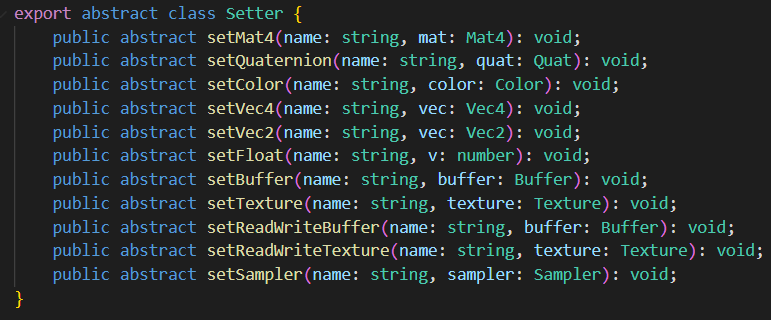 export abstract class Setter {
    public abstract setMat4(name: string, mat: Mat4): void;
    public abstract setQuaternion(name: string, quat: Quat): void;
    public abstract setColor(name: string, color: Color): void;
    public abstract setVec4(name: string, vec: Vec4): void;
    public abstract setVec2(name: string, vec: Vec2): void;
    public abstract setFloat(name: string, v: number): void;
    public abstract setBuffer(name: string, buffer: Buffer): void;
    public abstract setTexture(name: string, texture: Texture): void;
    public abstract setReadWriteBuffer(name: string, buffer: Buffer): void;
    public abstract setReadWriteTexture(name: string, texture: Texture): void;
    public abstract setSampler(name: string, sampler: Sampler): void;
}